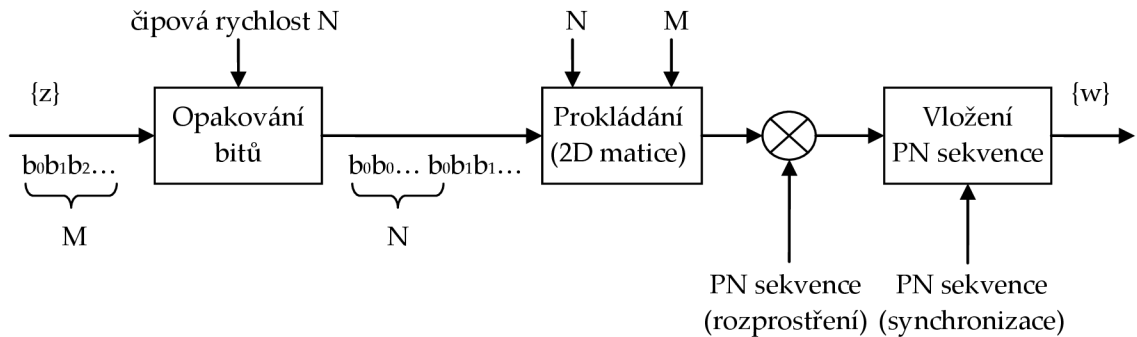 čipová rychlost N
N
M
{z}
Opakování
bitů
Prokládání
(2D matice)
Vložení
PN sekvence
{w}
b₀b₁b₂…
M
b₀b₀… b₀b₁b₁…
N
PN sekvence
(rozprostření)
PN sekvence
(synchronizace)